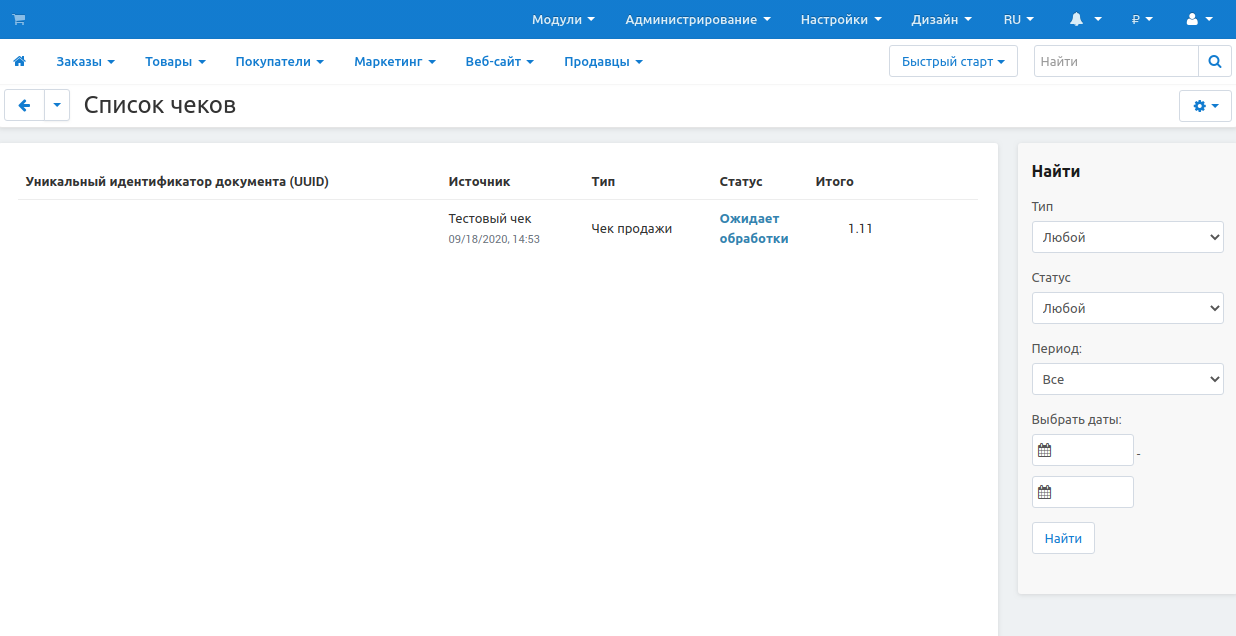 Модули Администрирование Настройки Дизайн RU ₽
Заказы Товары Покупатели Маркетинг Веб-сайт Продавцы Быстрый старт Найти
Список чеков
Уникальный идентификатор документа (UUID) Источник Тип Статус Итого
Тестовый чек
09/18/2020, 14:53
Чек продажи
Ожидает
обработки
1.11
Найти
Тип
Любой
Статус
Любой
Период:
Все
Выбрать даты:
-
Найти